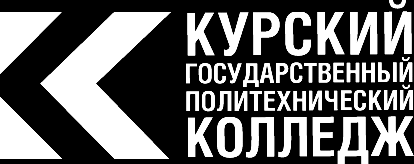 КУРСКИЙ
ГОСУДАРСТВЕННЫЙ
ПОЛИТЕХНИЧЕСКИЙ
КОЛЛЕДЖ